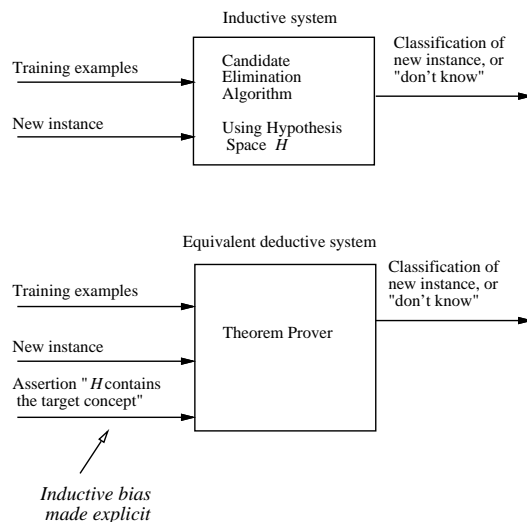 Inductive system
Training examples
New instance
Candidate
Elimination
Algorithm
Using Hypothesis
Space H
Classification of
new instance, or
"don't know"
Equivalent deductive system
Training examples
New instance
Assertion " H contains
the target concept"
Theorem Prover
Classification of
new instance, or
"don't know"
Inductive bias
made explicit